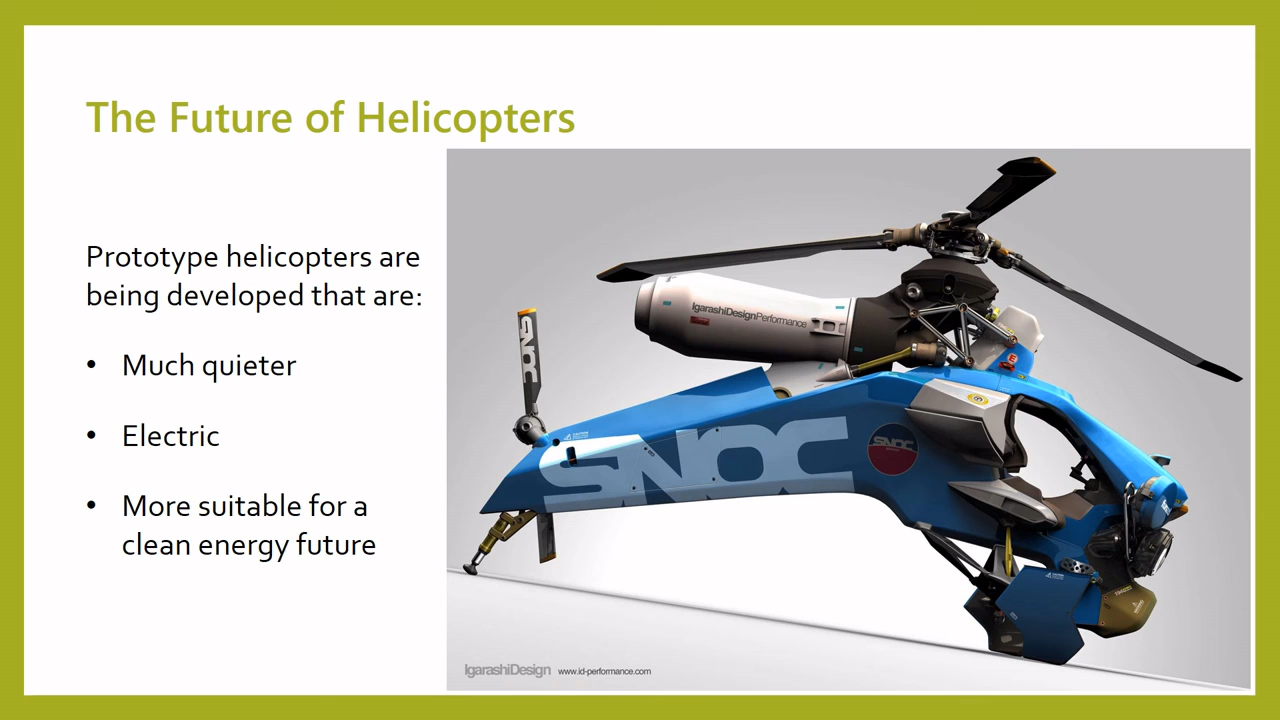 The Future of Helicopters
Prototype helicopters are
being developed that are:
• Much quieter
• Electric
• More suitable for a
clean energy future
SNOC
IgarashiDesignPerformance
E
SNOC
SNOC
IgarashiDesign www.id-performance.com